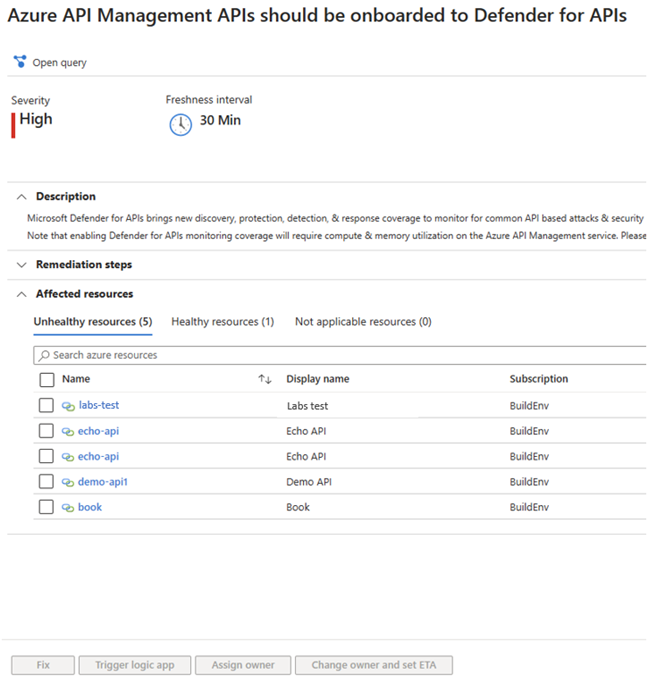 Azure API Management APIs should be onboarded to Defender for APIs
Open query
Severity
High
Freshness interval
30 Min
Description
Microsoft Defender for APIs brings new discovery, protection, detection, & response coverage to monitor for common API based attacks & security
Note that enabling Defender for APIs monitoring coverage will require compute & memory utilization on the Azure API Management service. Please
Remediation steps
Affected resources
Unhealthy resources (5) Healthy resources (1) Not applicable resources (0)
Search azure resources
Name Display name Subscription
labs-test Labs test BuildEnv
echo-api Echo API BuildEnv
echo-api Echo API BuildEnv
demo-api1 Demo API BuildEnv
book Book BuildEnv
Fix Trigger logic app Assign owner Change owner and set ETA